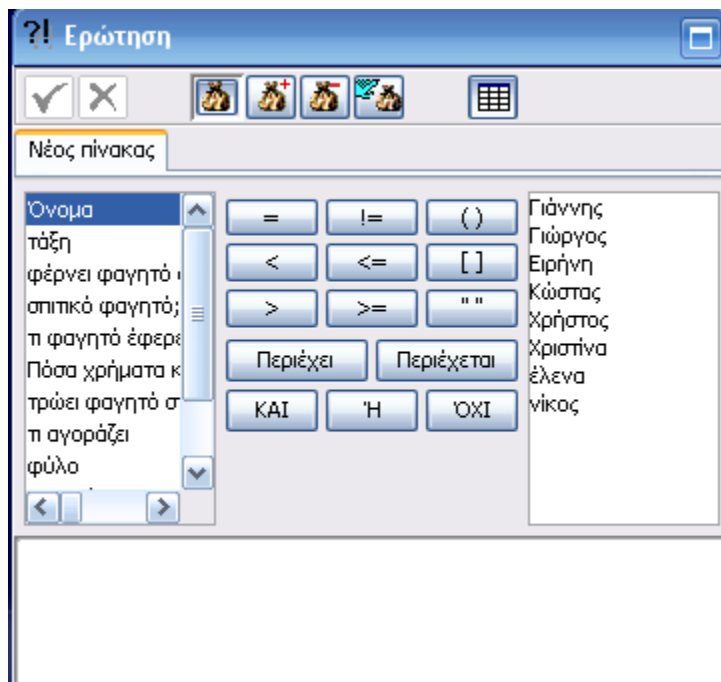 ?! Ερώτηση
Νέος πίνακας
Όνομα
τάξη
φέρνει φαγητό
σπιτικό φαγητό;
τι φαγητό έφερε
Πόσα χρήματα κ
τρώει φαγητό στ
τι αγοράζει
φύλο
= != ( )
< <= [ ]
> >= " "
Περιέχει Περιέχεται
ΚΑΙ Ή ΌΧΙ
Γιάννης
Γιώργος
Ειρήνη
Κώστας
Χρήστος
Χριστίνα
έλενα
νίκος